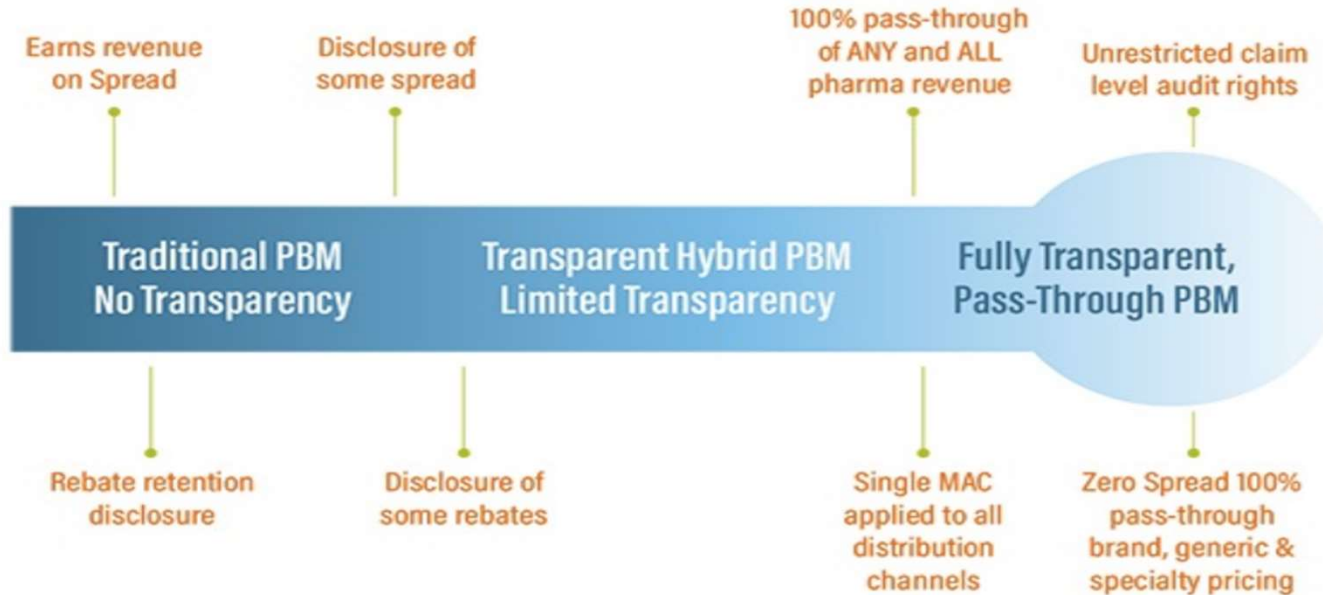 Earns revenue
on Spread
Disclosure of
some spread
100% pass-through
of ANY and ALL
pharma revenue
Unrestricted claim
level audit rights
Traditional PBM
No Transparency
Transparent Hybrid PBM
Limited Transparency
Fully Transparent,
Pass-Through PBM
Rebate retention
disclosure
Disclosure of
some rebates
Single MAC
applied to all
distribution
channels
Zero Spread 100%
pass-through
brand, generic &
specialty pricing